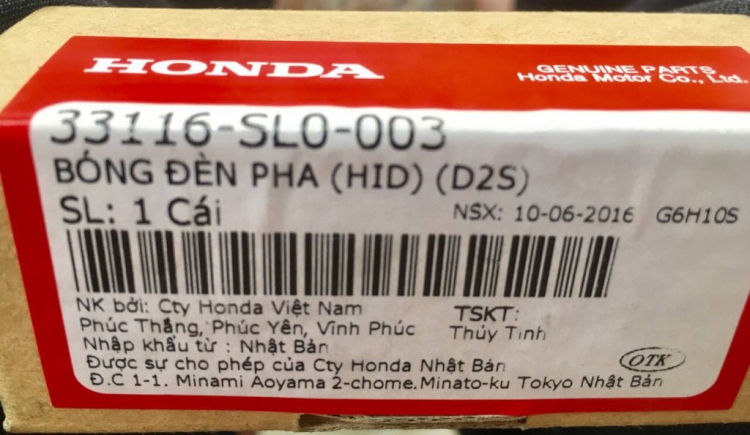 HONDA
GENUINE PARTS
Honda Motor Co., Ltd.
33116-SL0-003
BÓNG ĐÈN PHA (HID) (D2S)
SL: 1 Cái NSX: 10-06-2016 G6H10S
NK bởi: Cty Honda Việt Nam
Phúc Thắng, Phúc Yên, Vĩnh Phúc
TSKT:
Thủy Tinh
Nhập khẩu từ : Nhật Bản
Được sự cho phép của Cty Honda Nhật Bản
Đ.C 1-1. Minami Aoyama 2-chome.Minato-ku Tokyo Nhật Bản
OTK